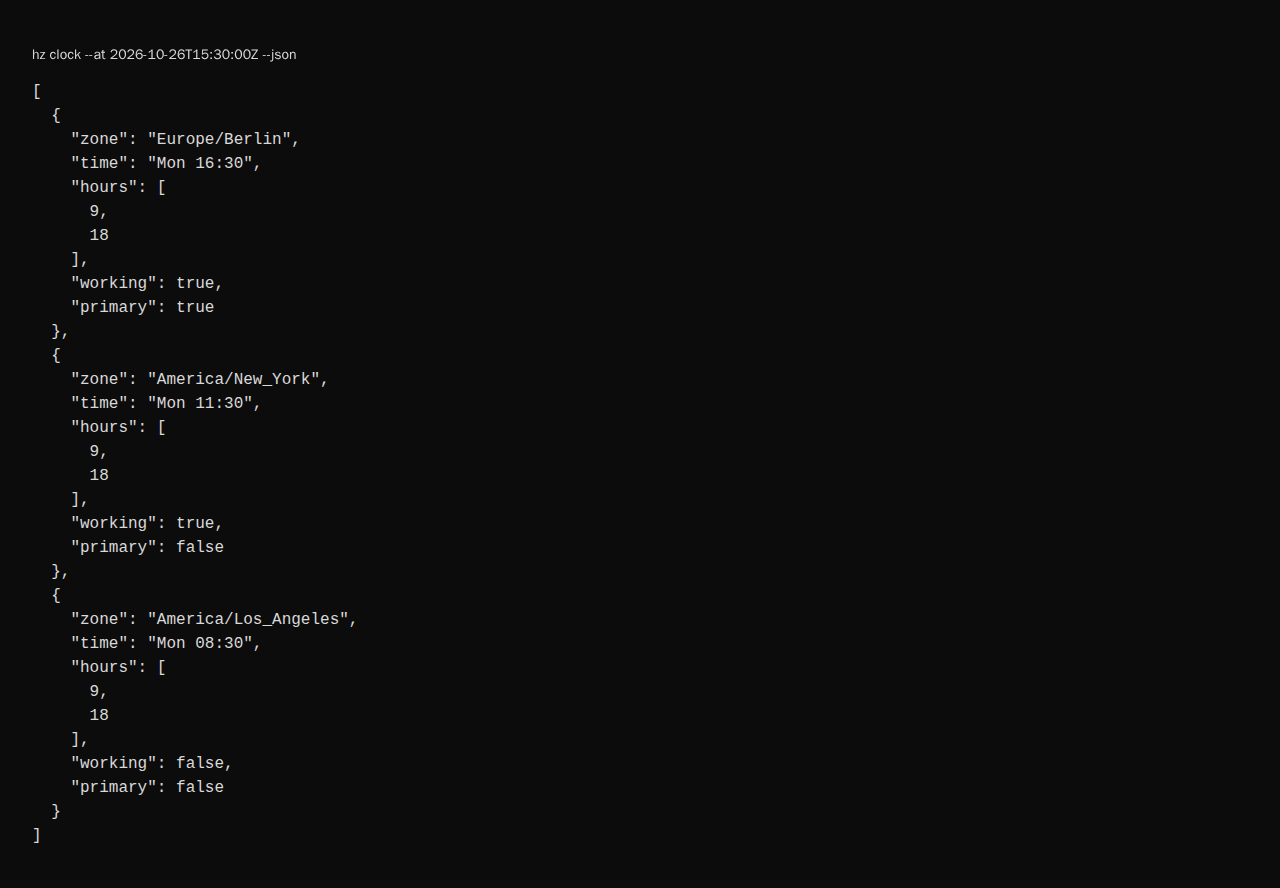 hz clock --at 2026-10-26T15:30:00Z --json
[
  {
    "zone": "Europe/Berlin",
    "time": "Mon 16:30",
    "hours": [
      9,
      18
    ],
    "working": true,
    "primary": true
  },
  {
    "zone": "America/New_York",
    "time": "Mon 11:30",
    "hours": [
      9,
      18
    ],
    "working": true,
    "primary": false
  },
  {
    "zone": "America/Los_Angeles",
    "time": "Mon 08:30",
    "hours": [
      9,
      18
    ],
    "working": false,
    "primary": false
  }
]